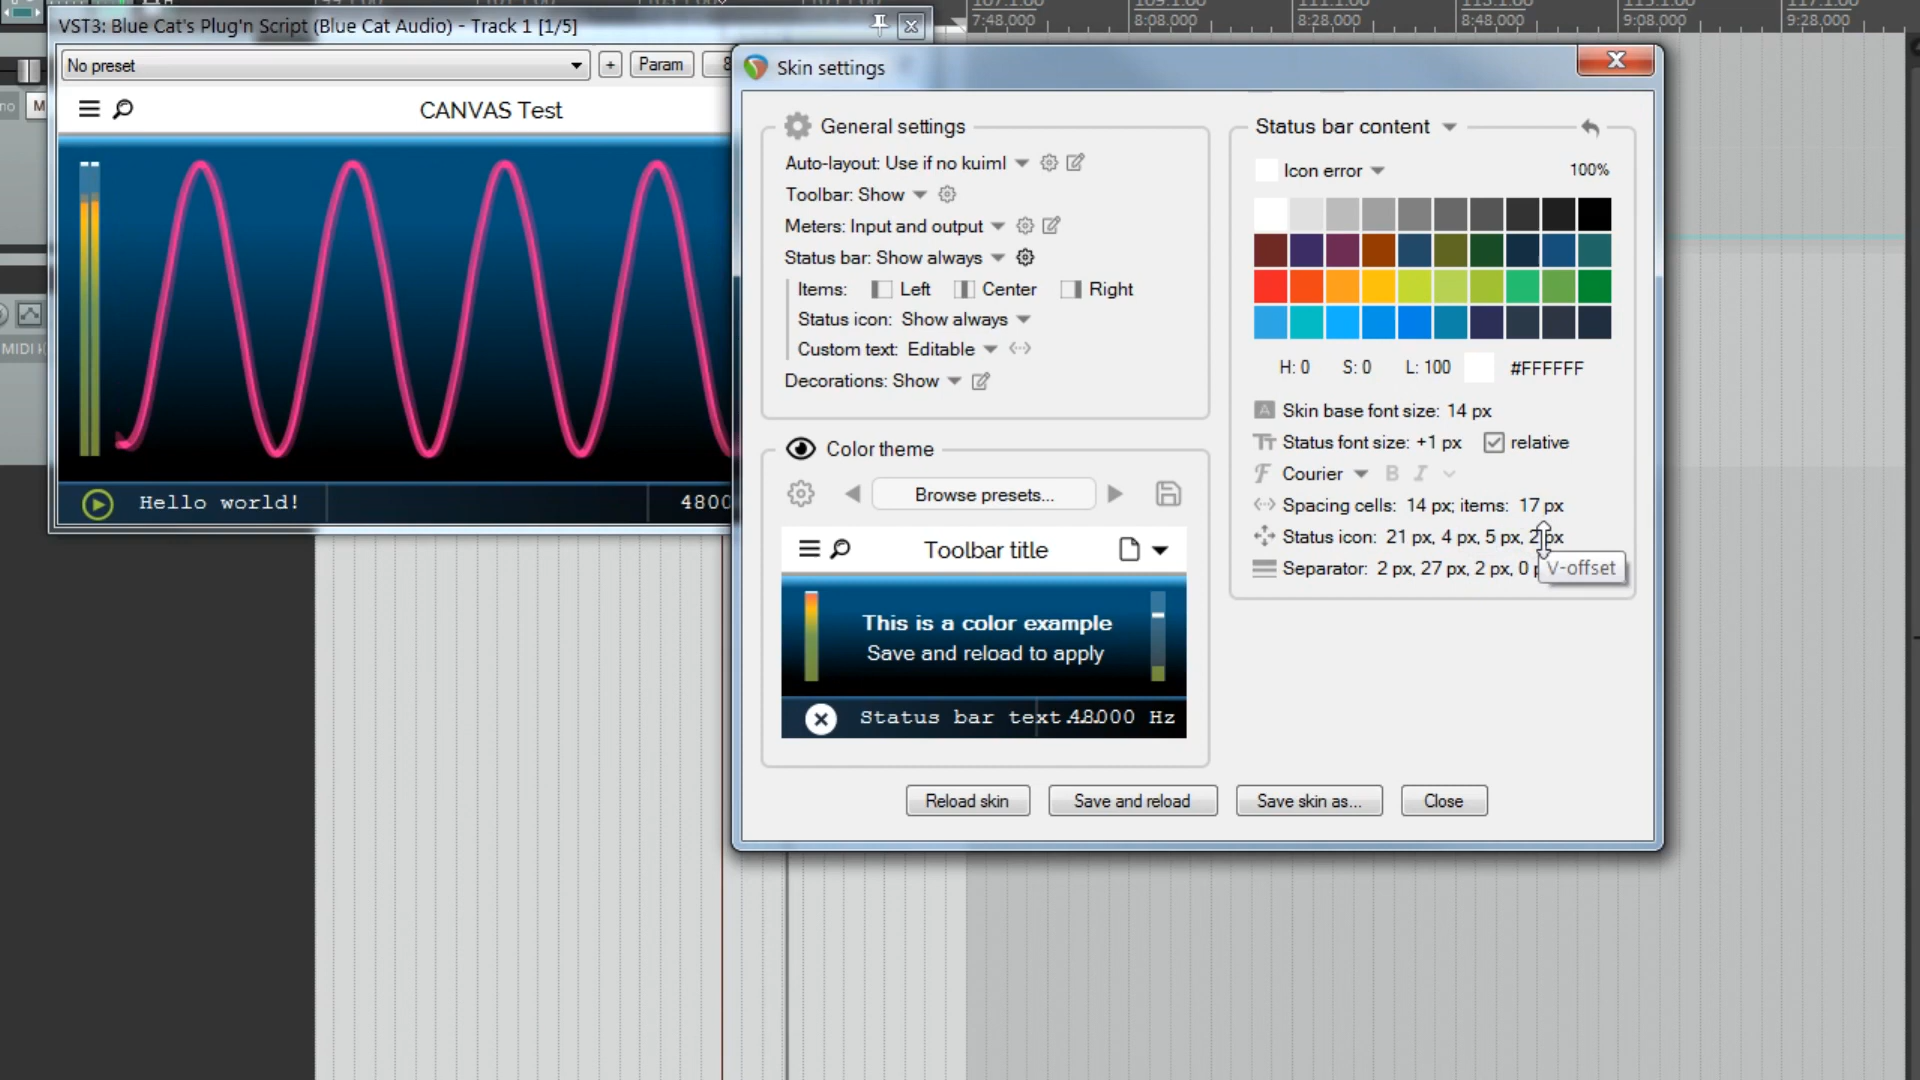 VST3: Blue Cat's Plug'n Script (Blue Cat Audio) - Track 1 [1/5]
7:48.000
8:08.000
8:28.000
8:48.000
9:08.000
9:28.000
No preset
+
Param
Skin settings
CANVAS Test
M
MIDI
Hello world!
4800
General settings
Auto-layout: Use if no kuiml
Toolbar: Show
Meters: Input and output
Status bar: Show always
Items: Left Center Right
Status icon: Show always
Custom text: Editable
Decorations: Show
Color theme
Browse presets...
Toolbar title
This is a color example
Save and reload to apply
Status bar text...
48000 Hz
Status bar content
Icon error 100%
H: 0 S: 0 L: 100 #FFFFFF
A Skin base font size: 14 px
Status font size: +1 px relative
Courier B I
Spacing cells: 14 px; items: 17 px
Status icon: 21 px, 4 px, 5 px, 2 px
Separator: 2 px, 27 px, 2 px, 0
V-offset
Reload skin
Save and reload
Save skin as...
Close